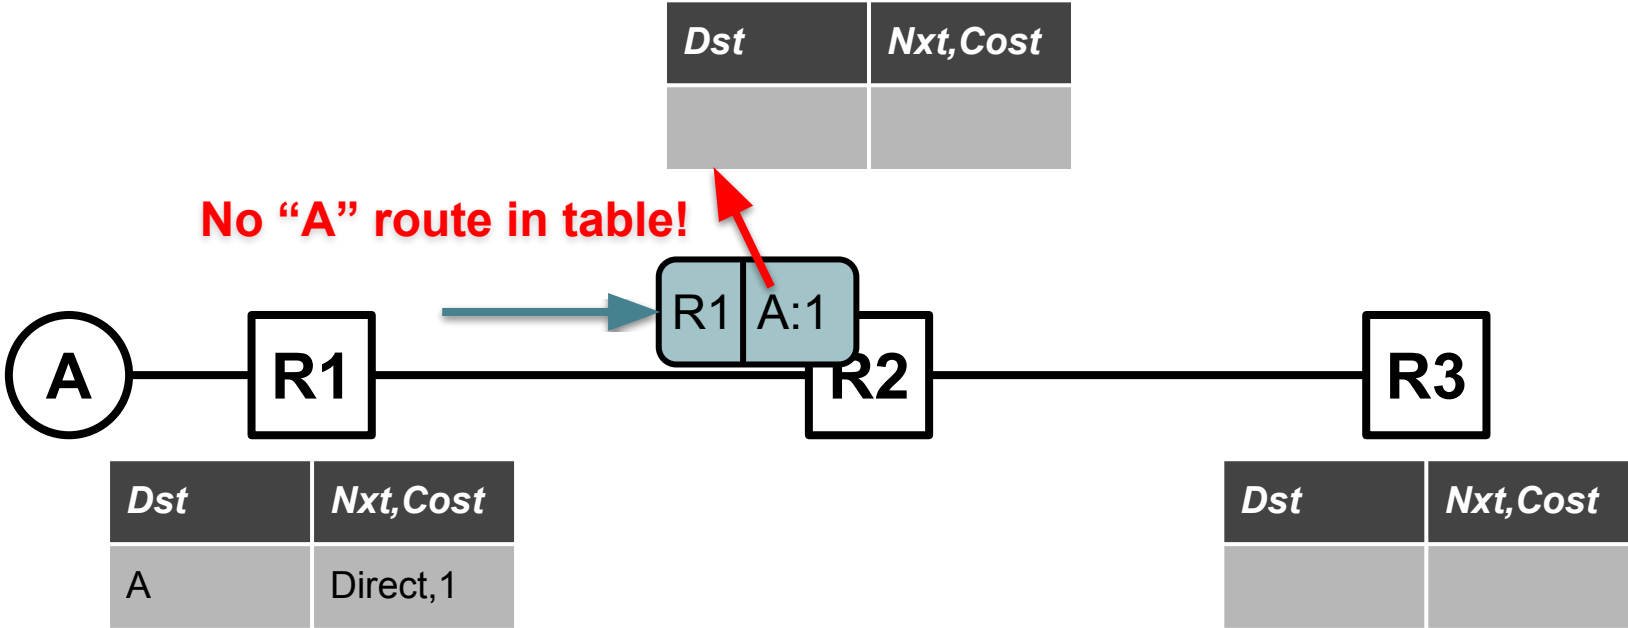 Dst Nxt,Cost
No “A” route in table!
R1 A:1
A R1 R2 R3
Dst Nxt,Cost
A Direct,1
Dst Nxt,Cost